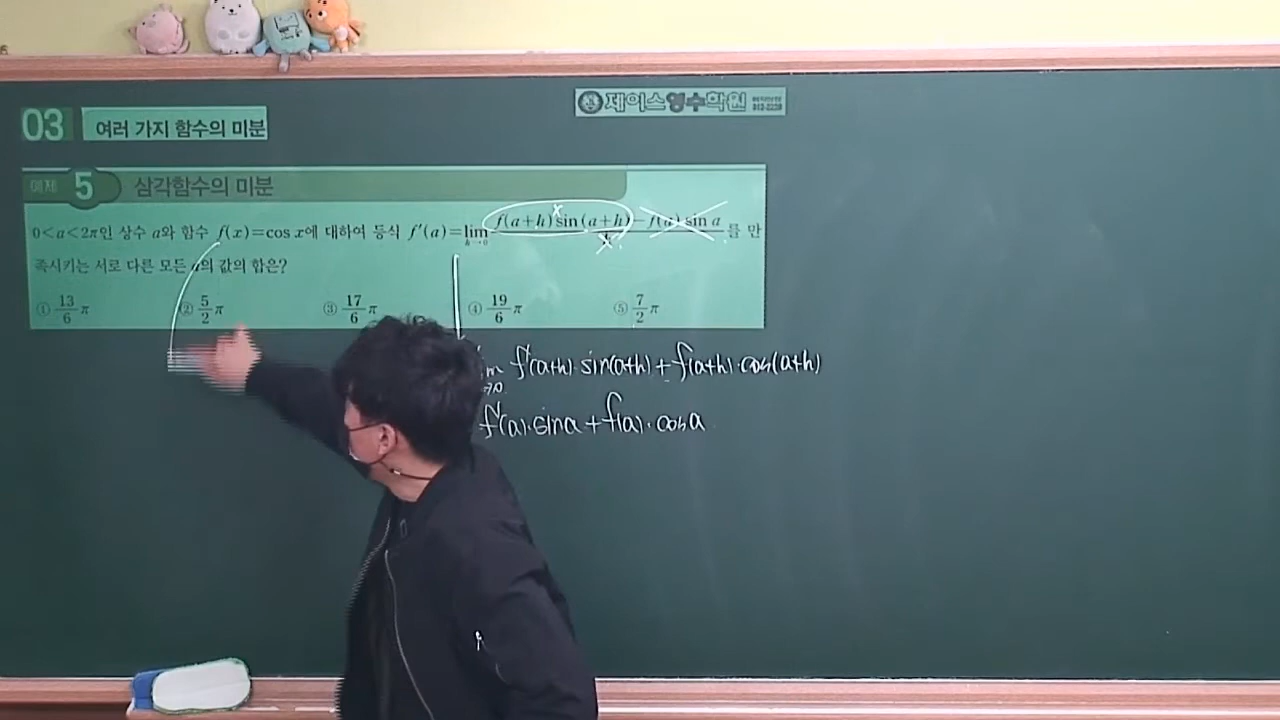 제이스영수학원
03 여러 가지 함수의 미분
예제 5 삼각함수의 미분
0<a<2π인 상수 a와 함수 f(x)=cos x에 대하여 등식 f'(a)=lim h→0 f(a+h) sin (a+h)-f(a) sin a를 만
족시키는 서로 다른 모든 a의 값의 합은?
① 13/6 π ② 5/2 π ③ 17/6 π ④ 19/6 π ⑤ 7/2 π
f'(a+h)·sin(a+h)+f(a+h)·cos(a+h)
f'(a)·sina+f(a)·cosa